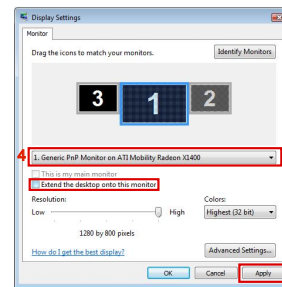 Display Settings
Monitor
Drag the icons to match your monitors.
Identify Monitors
3 1 2
4
1. Generic PnP Monitor on ATI Mobility Radeon X1400
This is my main monitor
Extend the desktop onto this monitor
Resolution:
Colors:
Low
High
Highest (32 bit)
1280 by 800 pixels
How do I get the best display?
Advanced Settings...
OK
Cancel
Apply